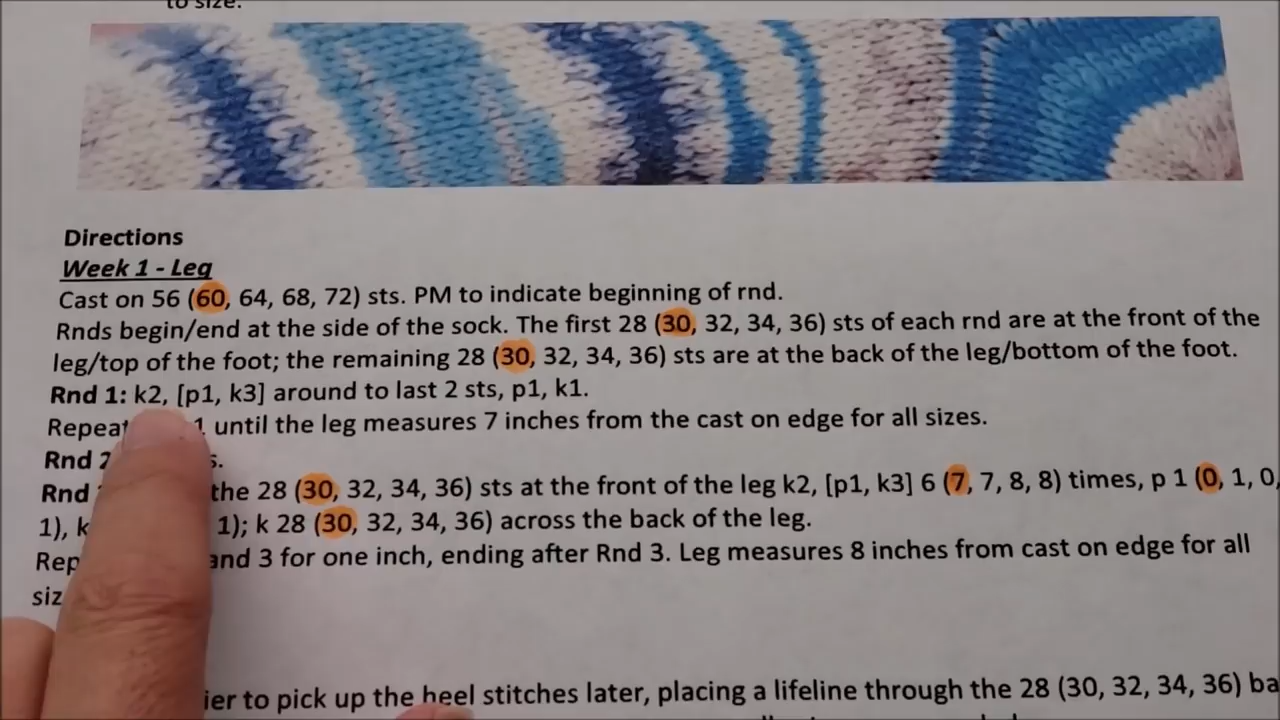 to size.
Directions
Week 1 - Leg
Cast on 56 (60, 64, 68, 72) sts. PM to indicate beginning of rnd.
Rnds begin/end at the side of the sock. The first 28 (30, 32, 34, 36) sts of each rnd are at the front of the
leg/top of the foot; the remaining 28 (30, 32, 34, 36) sts are at the back of the leg/bottom of the foot.
Rnd 1: k2, [p1, k3] around to last 2 sts, p1, k1.
Repeat 1 until the leg measures 7 inches from the cast on edge for all sizes.
Rnd 2 s.
Rnd the 28 (30, 32, 34, 36) sts at the front of the leg k2, [p1, k3] 6 (7, 7, 8, 8) times, p 1 (0, 1, 0,
1), k 1); k 28 (30, 32, 34, 36) across the back of the leg.
Rep and 3 for one inch, ending after Rnd 3. Leg measures 8 inches from cast on edge for all
siz
ier to pick up the heel stitches later, placing a lifeline through the 28 (30, 32, 34, 36) ba